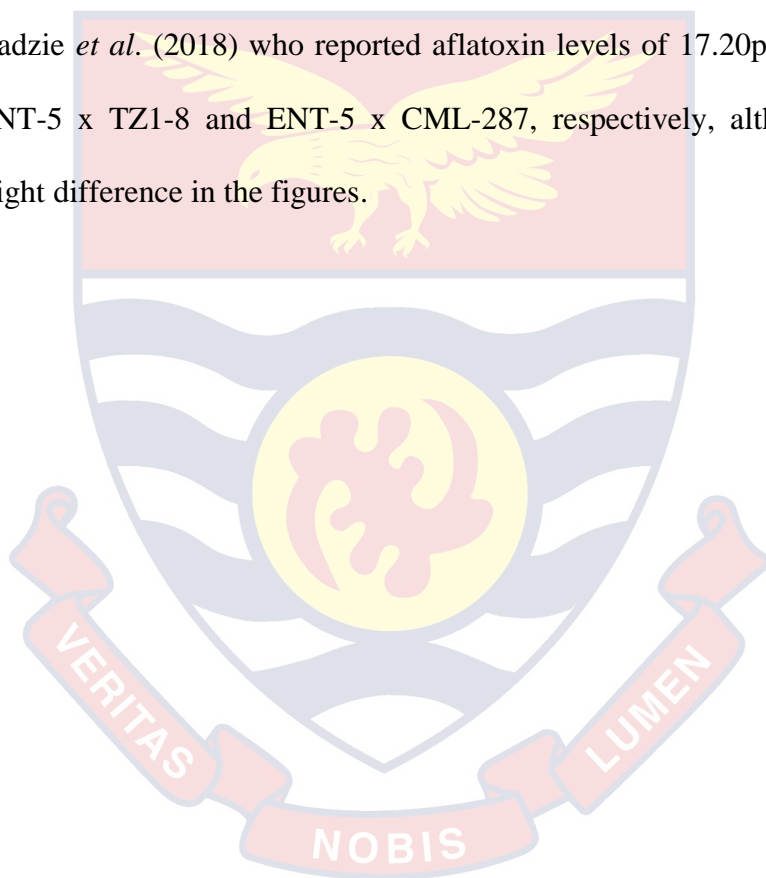 adzie et al. (2018) who reported aflatoxin levels of 17.20p
NT-5 x TZ1-8 and ENT-5 x CML-287, respectively, alt
ight difference in the figures.
VERITAS
NOBIS
LUMEN